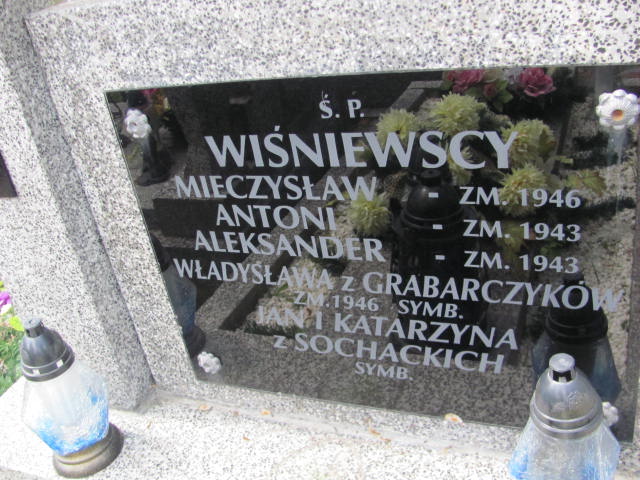 Ś. P.
WIŚNIEWSCY
MIECZYSŁAW - ZM. 1946
ANTONI - ZM. 1943
ALEKSANDER - ZM. 1943
WŁADYSŁAWA z GRABARCZYKÓW
ZM. 1946 SYMB.
JAN I KATARZYNA
z SOCHACKICH
SYMB.